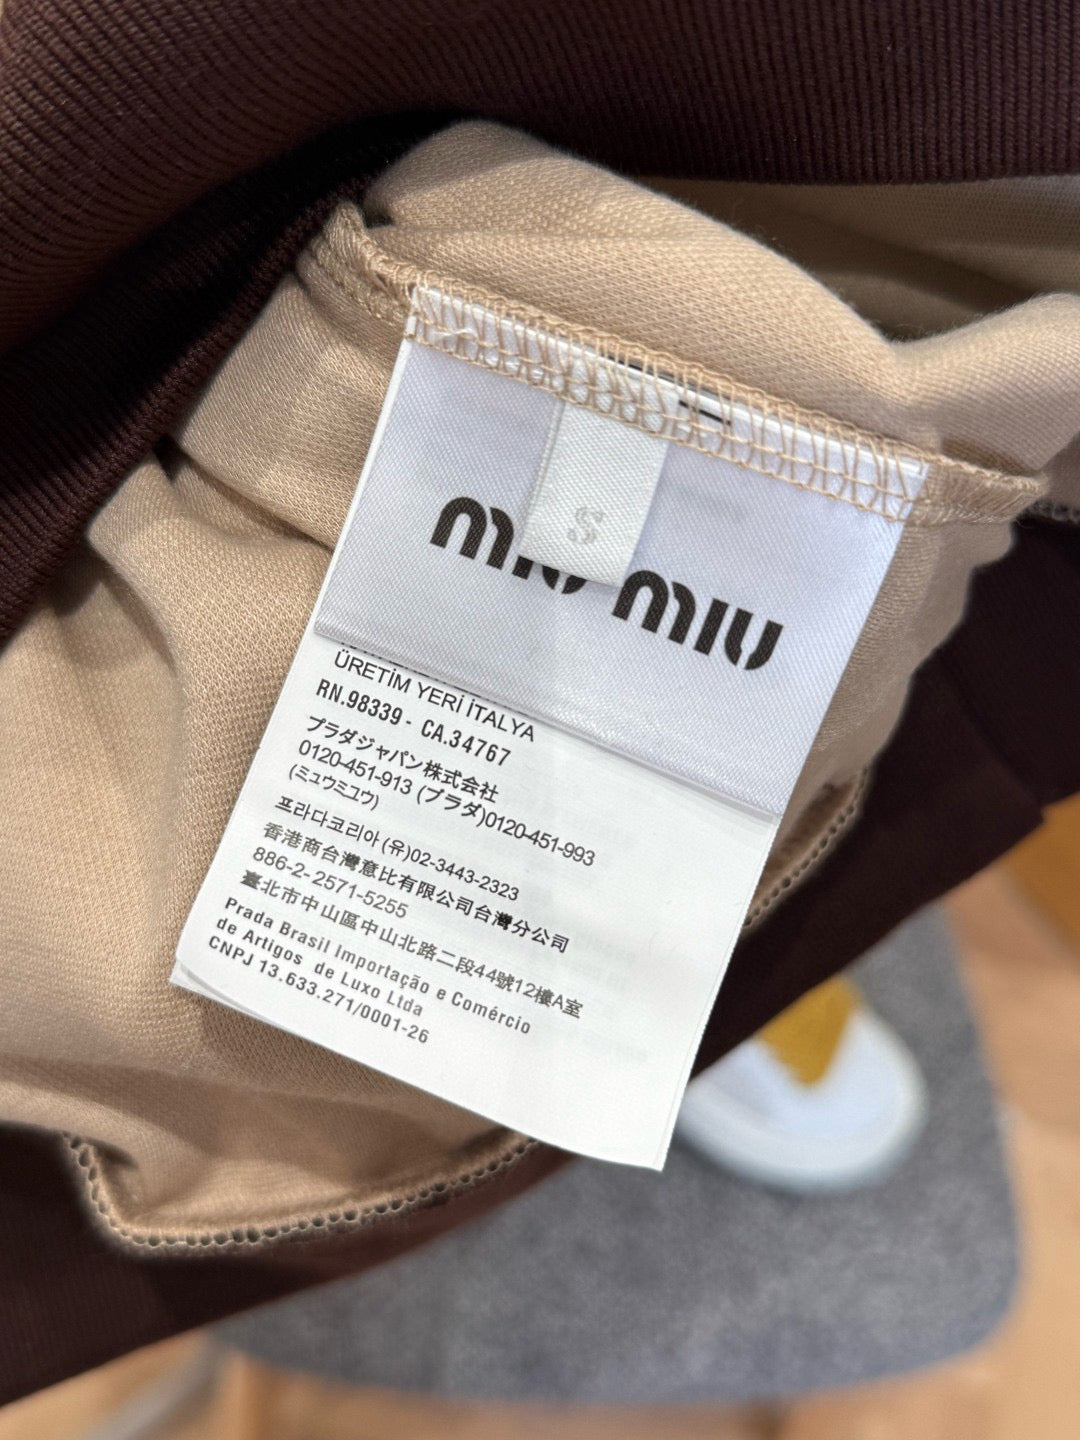 S
miu miu
ÜRETİM YERİ İTALYA
RN.98339 - CA.34767
プラダジャパン株式会社
0120-451-913 (プラダ)0120-451-993
(ミュウミュウ)
프라다코리아 (유)02-3443-2323
香港商台灣意比有限公司台灣分公司
886-2-2571-5255
臺北市中山區中山北路二段44號12樓A室
Prada Brasil Importação e Comércio
de Artigos de Luxo Ltda
CNPJ 13.633.271/0001-26